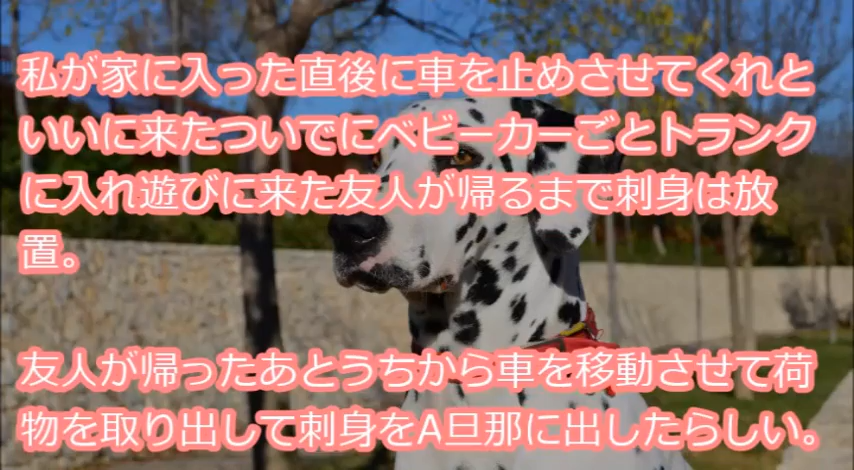 私が家に入った直後に車を止めさせてくれと
いいに来たついでにベビーカーごとトランク
に入れ遊びに来た友人が帰るまで刺身は放
置。
友人が帰ったあとうちから車を移動させて荷
物を取り出して刺身をA旦那に出したらしい。